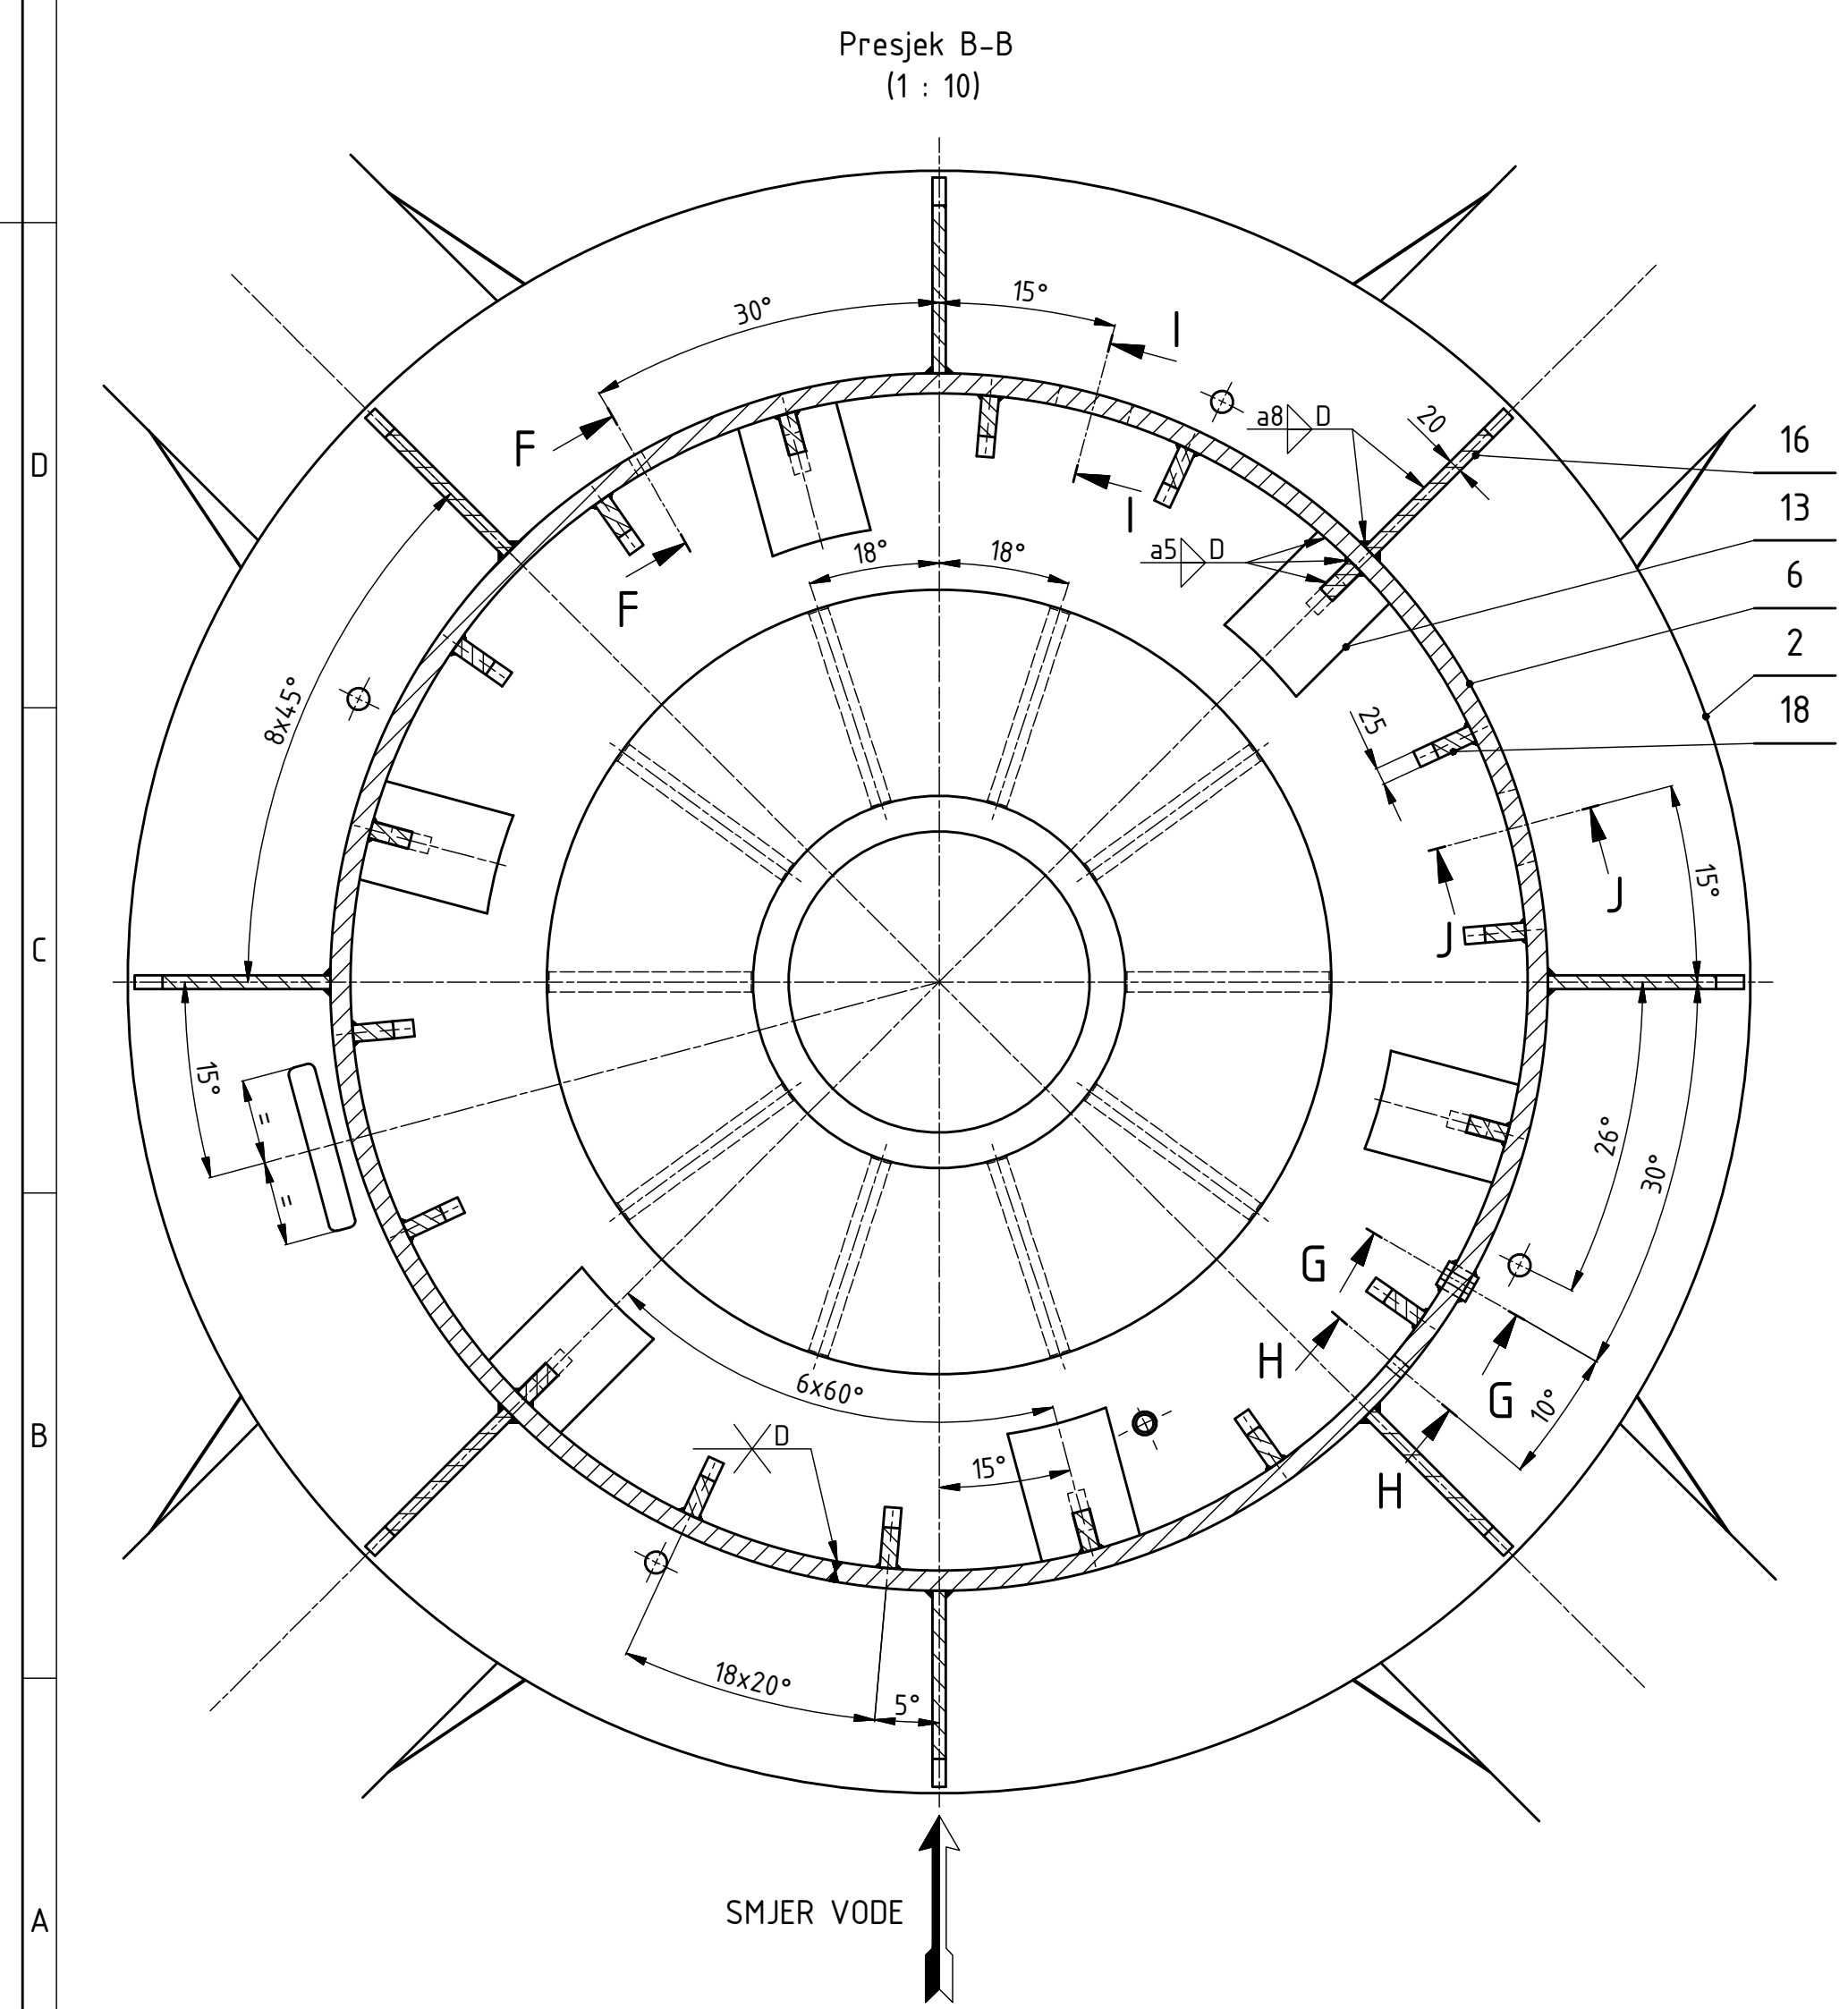 Presjek B-B
(1 : 10)
30°
15°
I
F
a8 D
20
16
D
13
I
18°
18°
a5 D
6
F
2
8x45°
25
18
15°
J
J
C
15°
=
26°
30°
=
G
H
6x60°
G
10°
B
D
15°
H
18x20°
5°
SMJER VODE
A